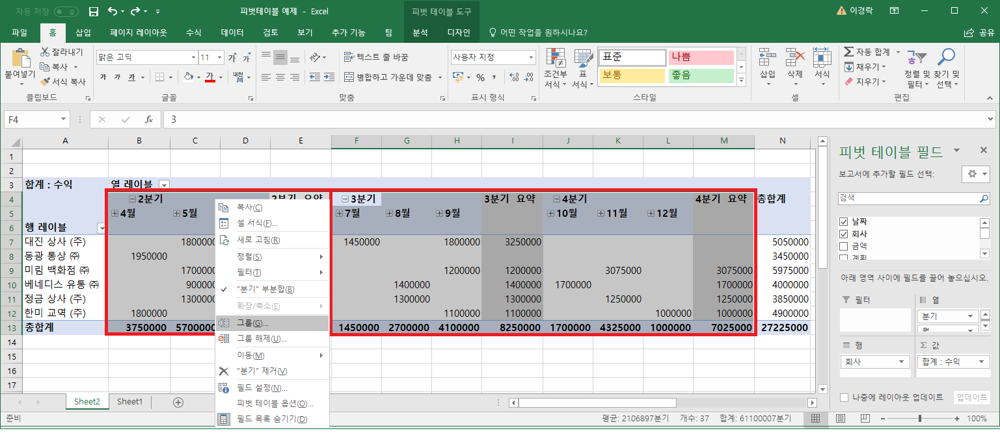 자동 저장 끔 피벗테이블 예제 - Excel 피벗 테이블 도구 이경락
파일 홈 삽입 페이지 레이아웃 수식 데이터 검토 보기 추가 기능 팀 분석 디자인 어떤 작업을 원하시나요? 공유
붙여넣기 잘라내기 복사 서식 복사
맑은 고딕 11 가 가
가 가 가 가 내천
텍스트 줄 바꿈
병합하고 가운데 맞춤
사용자 지정
% ,
조건부 서식 표 서식
표준 나쁨
보통 좋음
삽입 삭제 서식
자동 합계
채우기
지우기
정렬 및 필터 찾기 및 선택
클립보드 글꼴 맞춤 표시 형식 스타일 셀 편집
F4 fx 3
A B C D E F G H I J K L M N
1
2
3 합계 : 수익 열 레이블
4 2분기 2분기 요약 3분기 3분기 요약 4분기 4분기 요약 총합계
5 4월 5월 7월 8월 9월 10월 11월 12월
6 행 레이블
7 대진 상사 (주) 1800000 1450000 1800000 3250000 5050000
8 동광 통상 ㈜ 1950000 3450000
9 미림 백화점 ㈜ 1700000 1200000 1200000 3075000 3075000 5975000
10 베네디스 유통 ㈜ 900000 1400000 1400000 1700000 1700000 4000000
11 정금 상사 (주) 1300000 1300000 1300000 1250000 1250000 3850000
12 한미 교역 (주) 1800000 1100000 1100000 1000000 1000000 4900000
13 총합계 3750000 5700000 1450000 2700000 4100000 8250000 1700000 4325000 1000000 7025000 27225000
14
15
16
17
복사(C)
셀 서식(F)...
새로 고침(R)
정렬(S)
필터(T)
"분기" 부분합(B)
확장/축소(E)
그룹(G)...
그룹 해제(U)...
이동(M)
"분기" 제거(V)
필드 설정(N)...
피벗 테이블 옵션(O)...
필드 목록 숨기기(D)
피벗 테이블 필드
보고서에 추가할 필드 선택:
검색
날짜
회사
금액
계획
아래 영역 사이에 필드를 끌어 놓으십시오.
필터 열
분기
월
행 Σ 값
회사 합계 : 수익
나중에 레이아웃 업데이트 업데이트
Sheet2 Sheet1
준비 평균: 2106897분기 개수: 37 합계: 61100007분기 100%